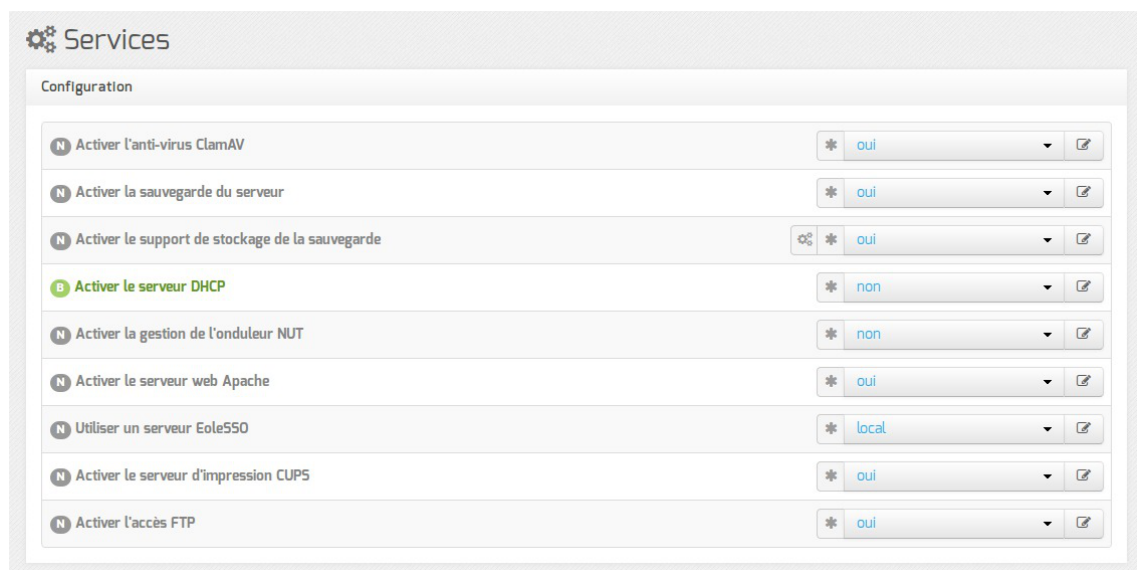 Services
Configuration
N Activer l'anti-virus ClamAV * oui
N Activer la sauvegarde du serveur * oui
N Activer le support de stockage de la sauvegarde * oui
B Activer le serveur DHCP * non
N Activer la gestion de l'onduleur NUT * non
N Activer le serveur web Apache * oui
N Utiliser un serveur EoleSSO * local
N Activer le serveur d'impression CUPS * oui
N Activer l'accès FTP * oui